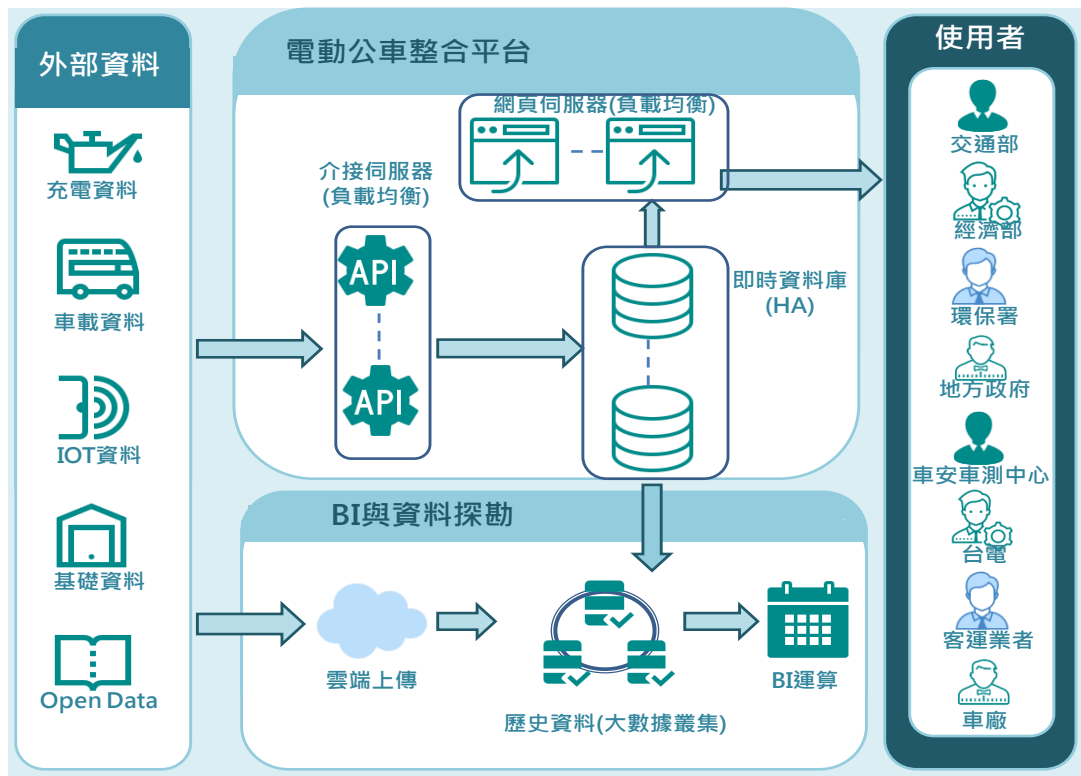 外部資料
充電資料
車載資料
IOT資料
基礎資料
Open Data
電動公車整合平台
網頁伺服器(負載均衡)
介接伺服器
(負載均衡)
API
API
即時資料庫
(HA)
BI與資料探勘
雲端上傳
歷史資料(大數據叢集)
BI運算
使用者
交通部
經濟部
環保署
地方政府
車安車測中心
台電
客運業者
車廠